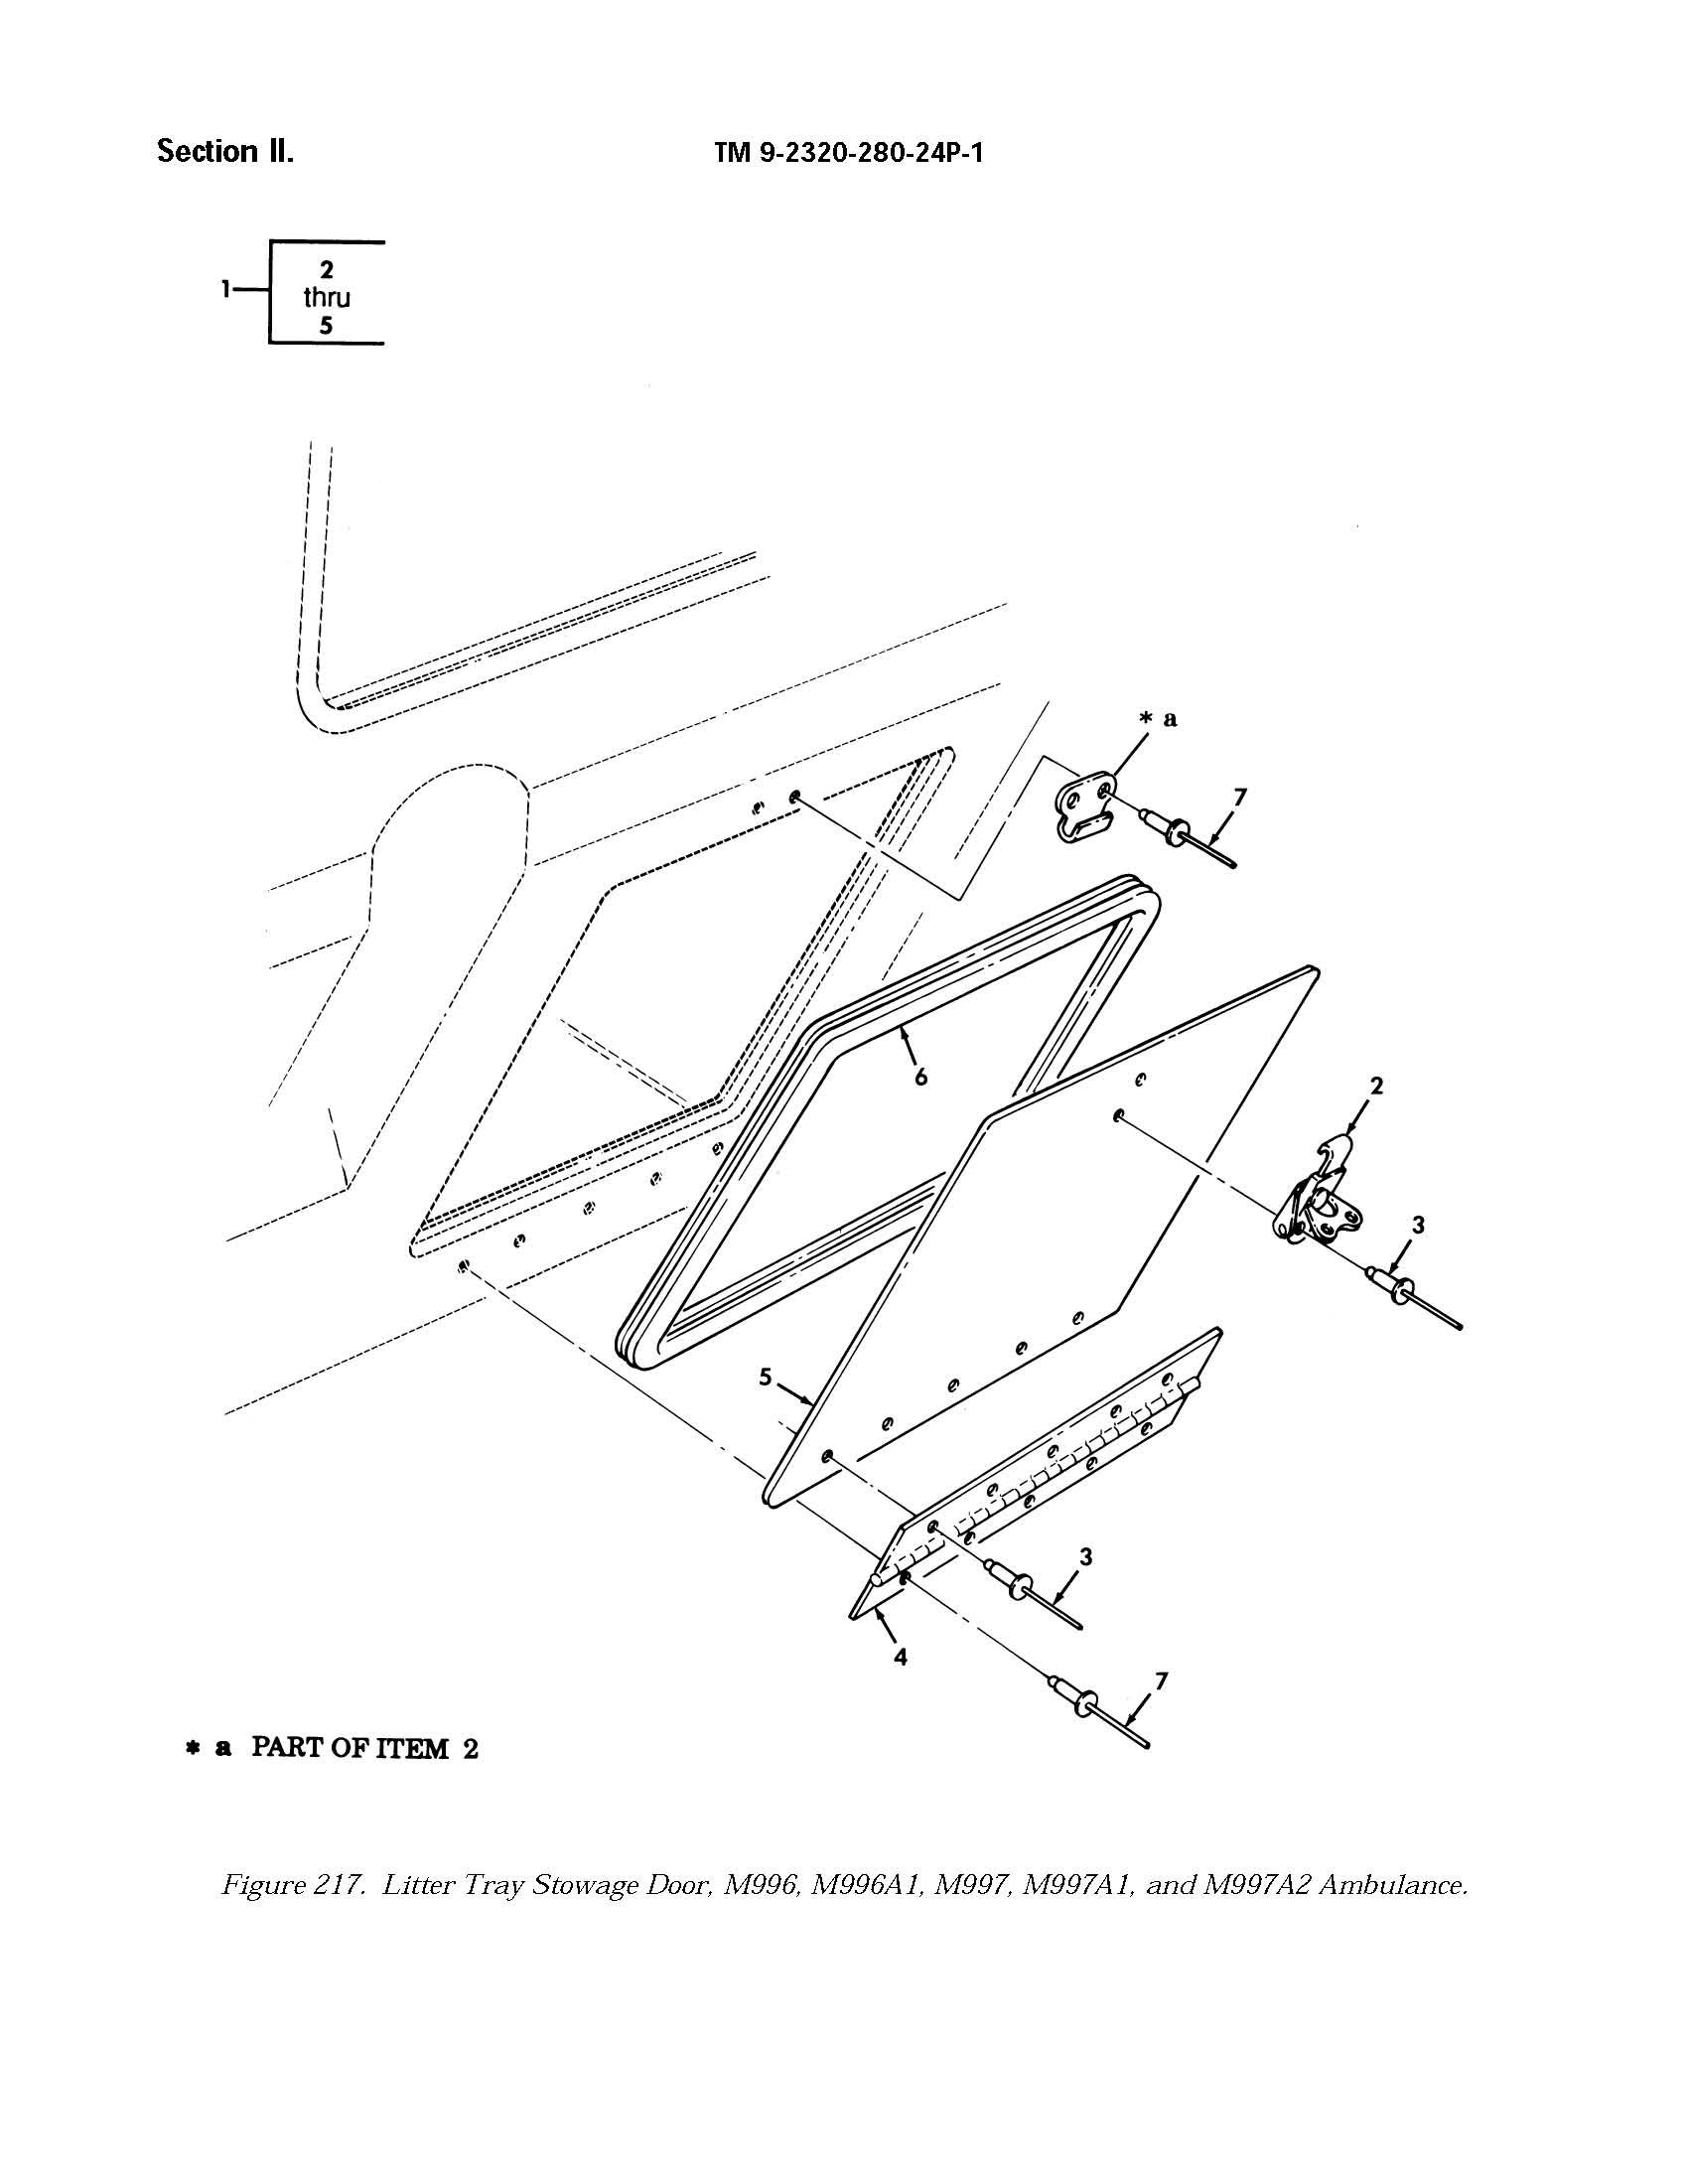 Section II.
TM 9-2320-280-24P-1
2
1
thru
5
* a
7
6
2
3
5
3
4
7
* a PART OF ITEM 2
Figure 217. Litter Tray Stowage Door, M996, M996A1, M997, M997A1, and M997A2 Ambulance.